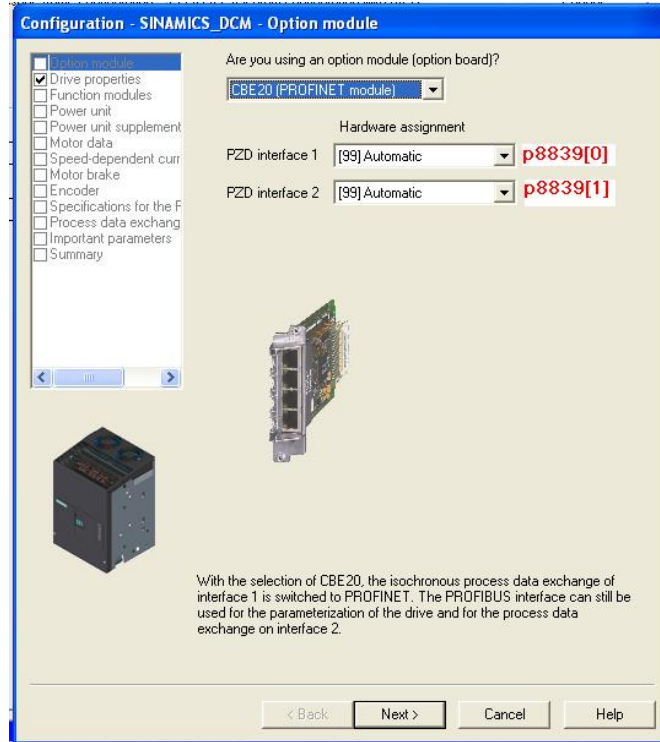 Configuration - SINAMICS_DCM - Option module
Option module
Drive properties
Function modules
Power unit
Power unit supplement
Motor data
Speed-dependent curr
Motor brake
Encoder
Specifications for the F
Process data exchang
Important parameters
Summary
Are you using an option module (option board)?
CBE20 (PROFINET module)
Hardware assignment
PZD interface 1 [99] Automatic p8839[0]
PZD interface 2 [99] Automatic p8839[1]
With the selection of CBE20, the isochronous process data exchange of
interface 1 is switched to PROFINET. The PROFIBUS interface can still be
used for the parameterization of the drive and for the process data
exchange on interface 2.
< Back Next > Cancel Help